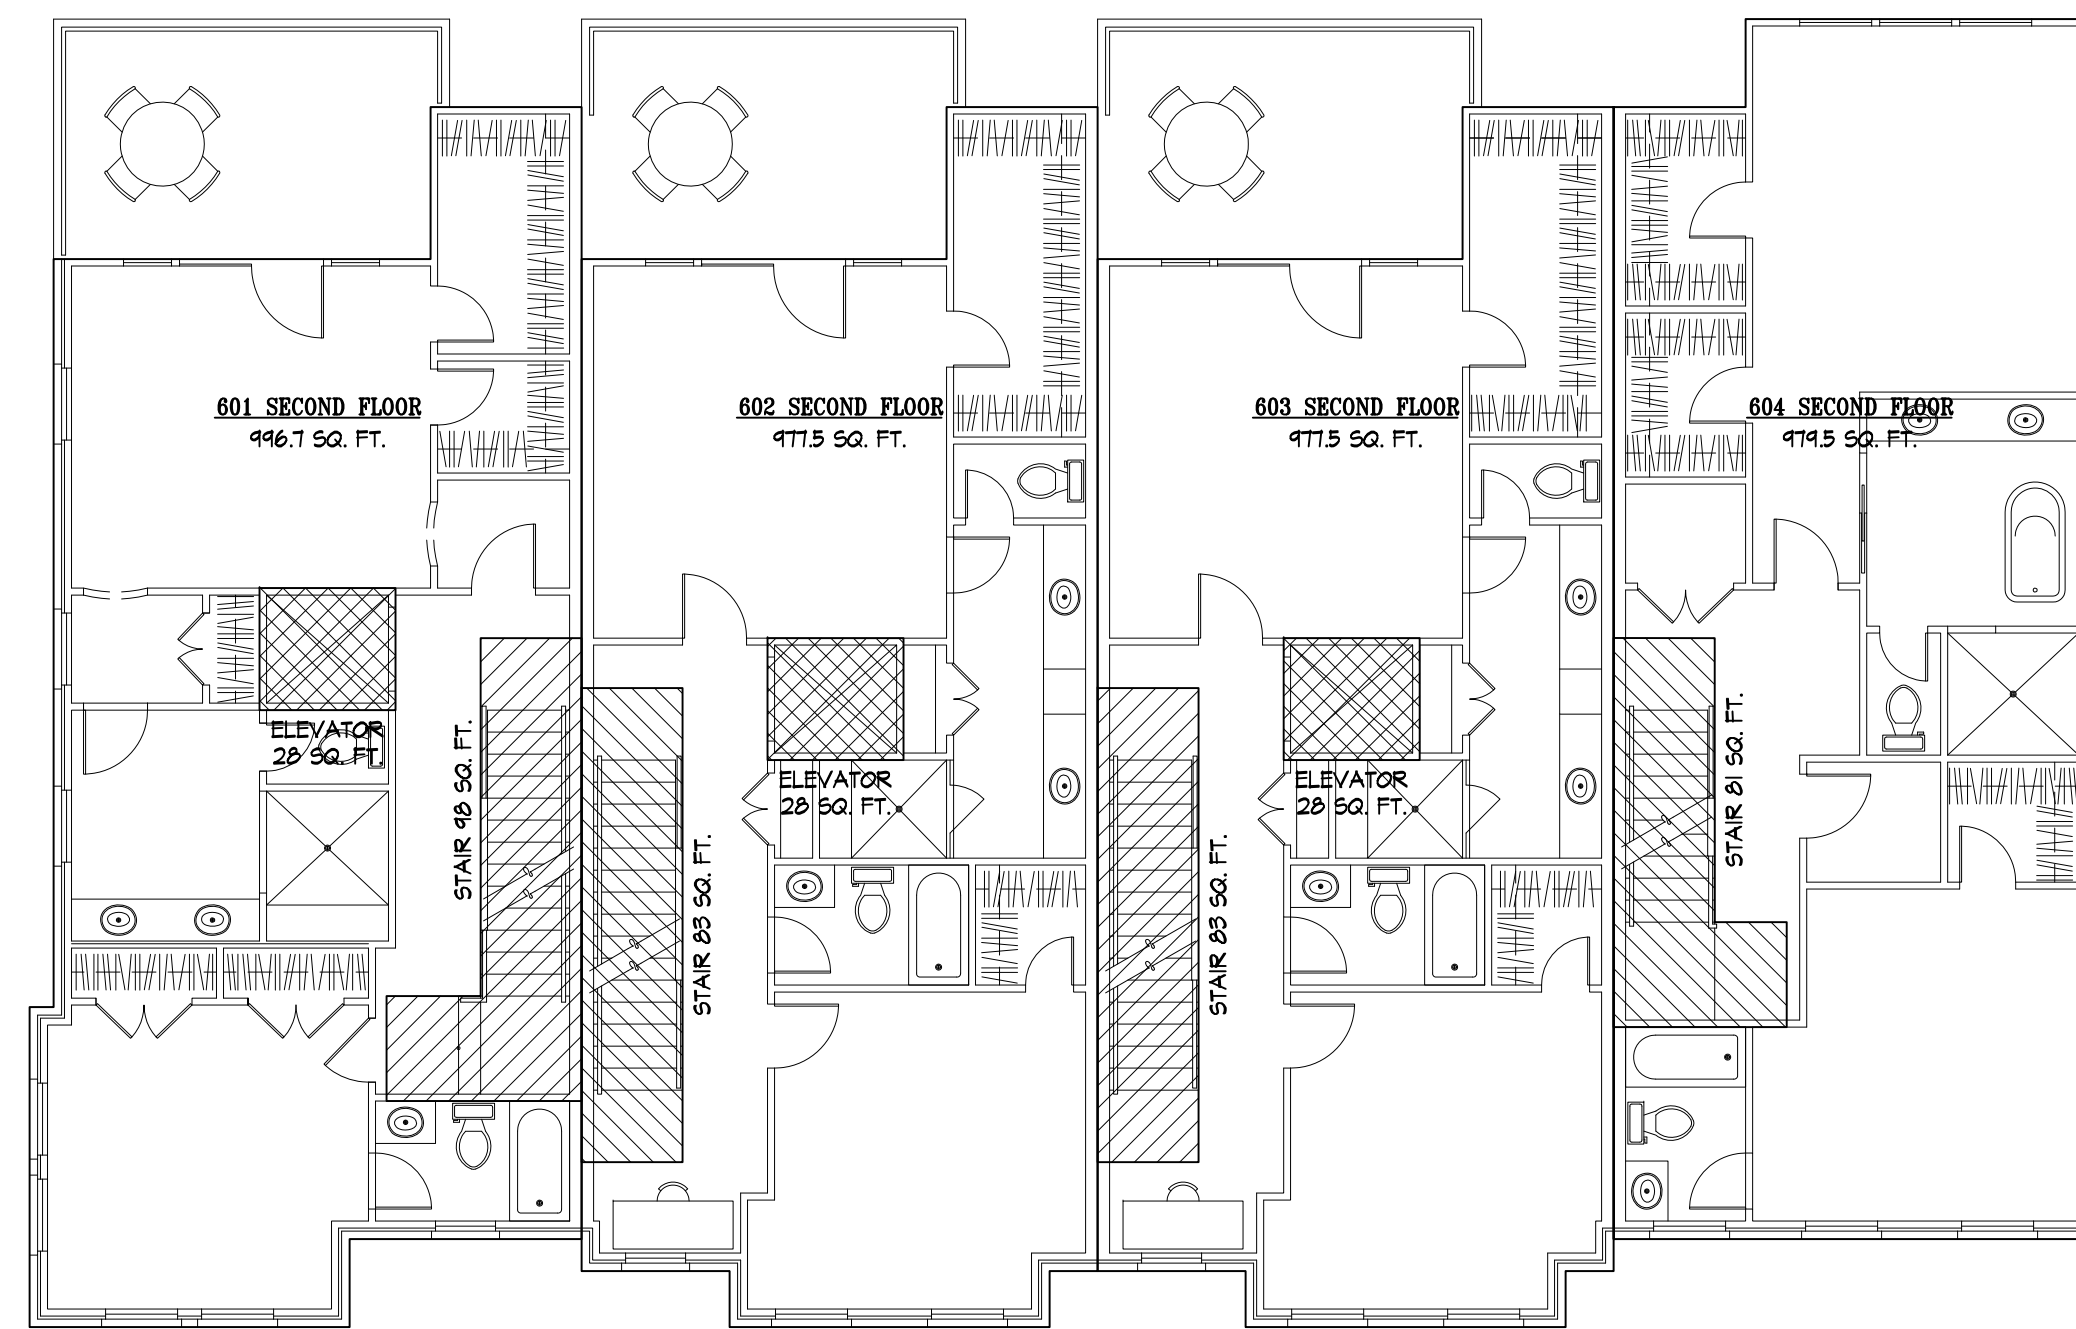 601 SECOND FLOOR
996.7 SQ. FT.
602 SECOND FLOOR
977.5 SQ. FT.
603 SECOND FLOOR
977.5 SQ. FT.
604 SECOND FLOOR
979.5 SQ. FT.
ELEVATOR
28 SQ. FT.
STAIR 98 SQ. FT.
STAIR 83 SQ. FT.
ELEVATOR
28 SQ. FT.
STAIR 83 SQ. FT.
ELEVATOR
28 SQ. FT.
STAIR 81 SQ. FT.